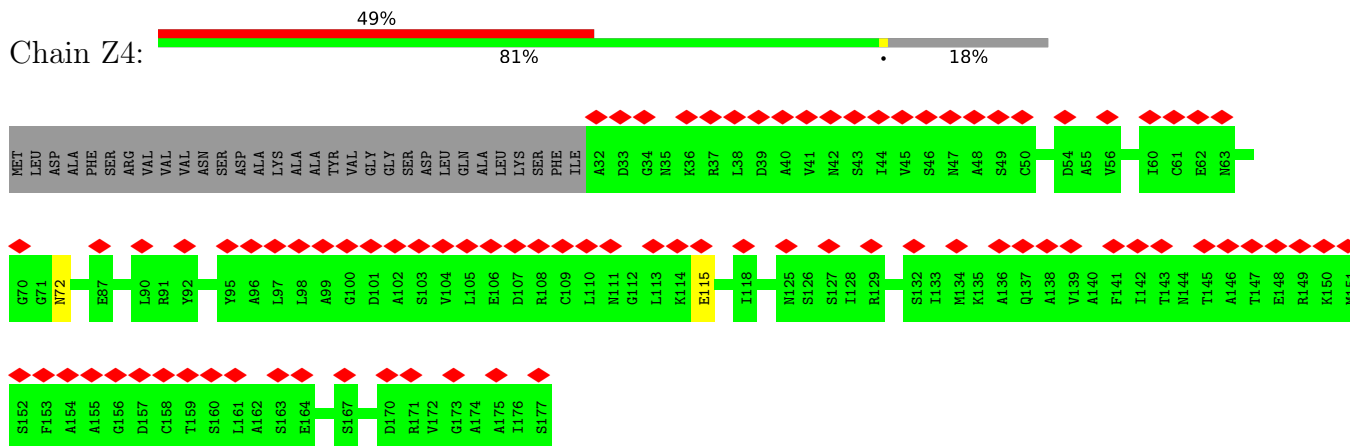 49%
Chain Z4:
81% • 18%
MET LEU ASP ALA PHE SER ARG VAL VAL VAL ASN SER ASP ALA LYS ALA ALA TYR VAL GLY GLY SER ASP LEU GLN ALA LEU LYS SER PHE ILE A32 D33 G34 N35 K36 R37 L38 D39 A40 V41 N42 S43 I44 V45 S46 N47 A48 S49 C50 D54 A55 V56 I60 C61 E62 N63
G70 G71 N72 E87 L90 R91 Y92 Y95 A96 L97 L98 A99 G100 D101 A102 S103 V104 L105 E106 D107 R108 C109 L110 N111 G112 L113 K114 E115 I118 N125 S126 S127 I128 R129 S132 I133 M134 K135 A136 Q137 A138 V139 A140 F141 I142 T143 N144 T145 A146 T147 E148 R149 K150 M151
S152 F153 A154 A155 G156 D157 C158 T159 S160 L161 A162 S163 E164 S167 D170 R171 V172 G173 A174 A175 I176 S177